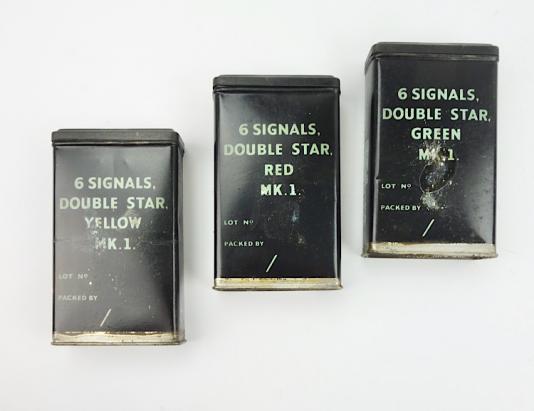 6 SIGNALS,
DOUBLE STAR,
YELLOW
MK.1.
LOT Nº
PACKED BY
/
6 SIGNALS,
DOUBLE STAR,
RED
MK.1.
LOT Nº
PACKED BY
/
6 SIGNALS,
DOUBLE STAR,
GREEN
MK.1.
LOT Nº
PACKED BY
/